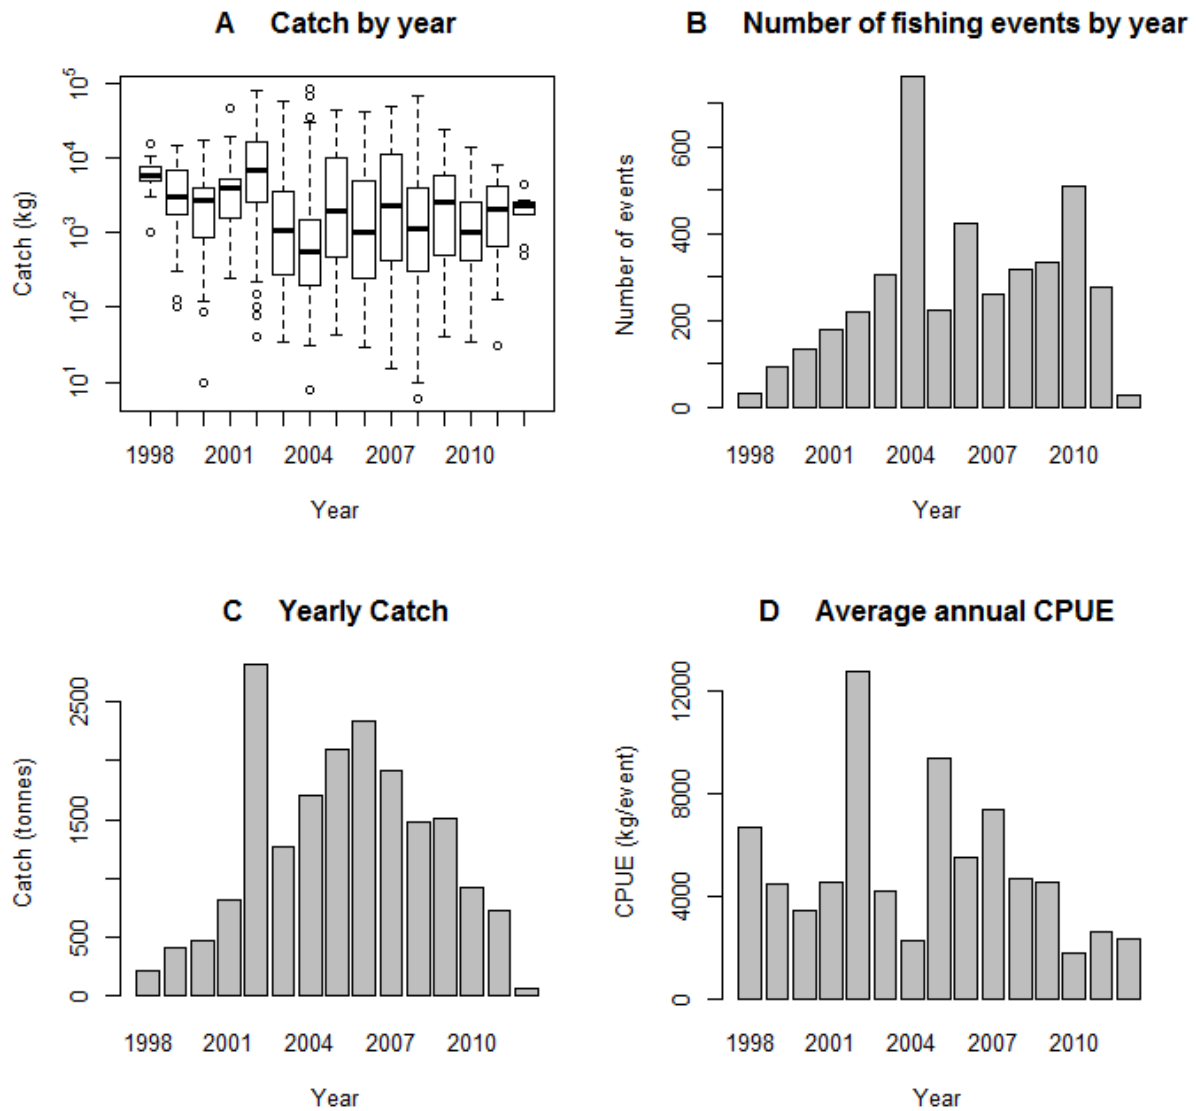 A Catch by year
10^5
10^4
10^3
10^2
10^1
Catch (kg)
1998 2001 2004 2007 2010
Year
B Number of fishing events by year
600
400
200
0
Number of events
1998 2001 2004 2007 2010
Year
C Yearly Catch
2500
1500
500
0
Catch (tonnes)
1998 2001 2004 2007 2010
Year
D Average annual CPUE
12000
8000
4000
0
CPUE (kg/event)
1998 2001 2004 2007 2010
Year